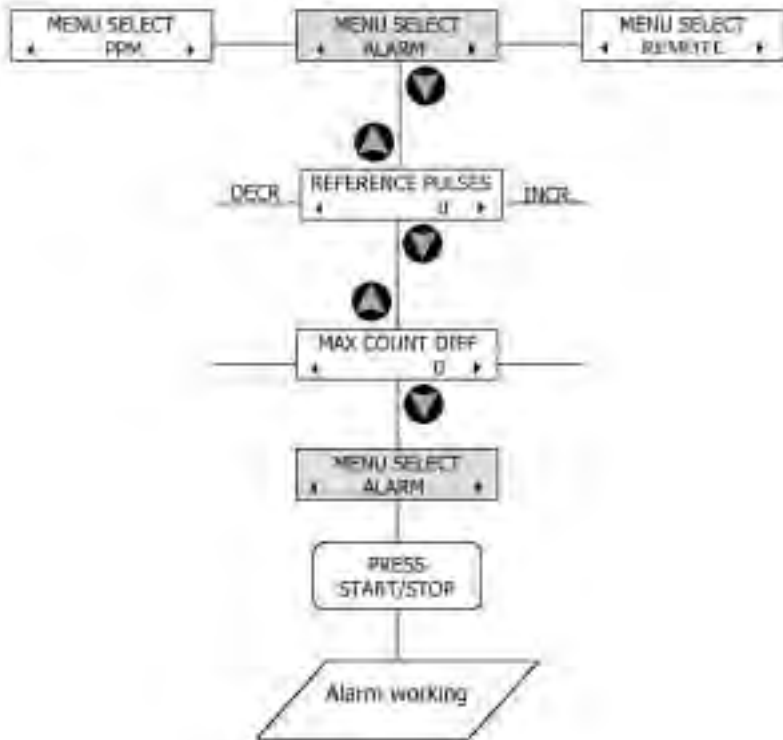 MENU SELECT
PPM
MENU SELECT
ALARM
MENU SELECT
REMOTE
DECR
REFERENCE PULSES
0
INCR
MAX COUNT DIFF
0
MENU SELECT
ALARM
PRESS
START/STOP
Alarm working